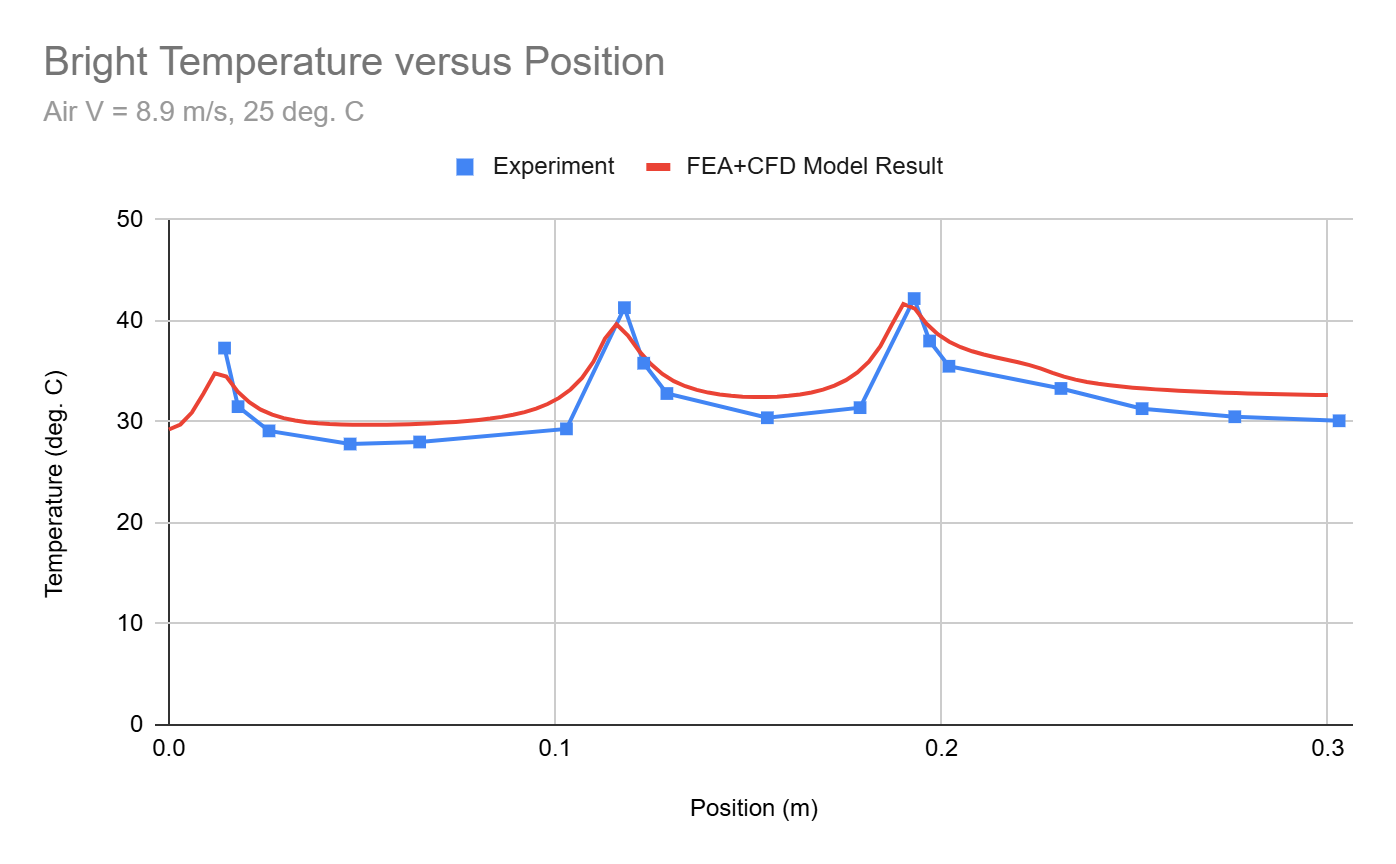 Bright Temperature versus Position
Air V = 8.9 m/s, 25 deg. C
Experiment FEA+CFD Model Result
Temperature (deg. C)
50
40
30
20
10
0
0.0 0.1 0.2 0.3
Position (m)